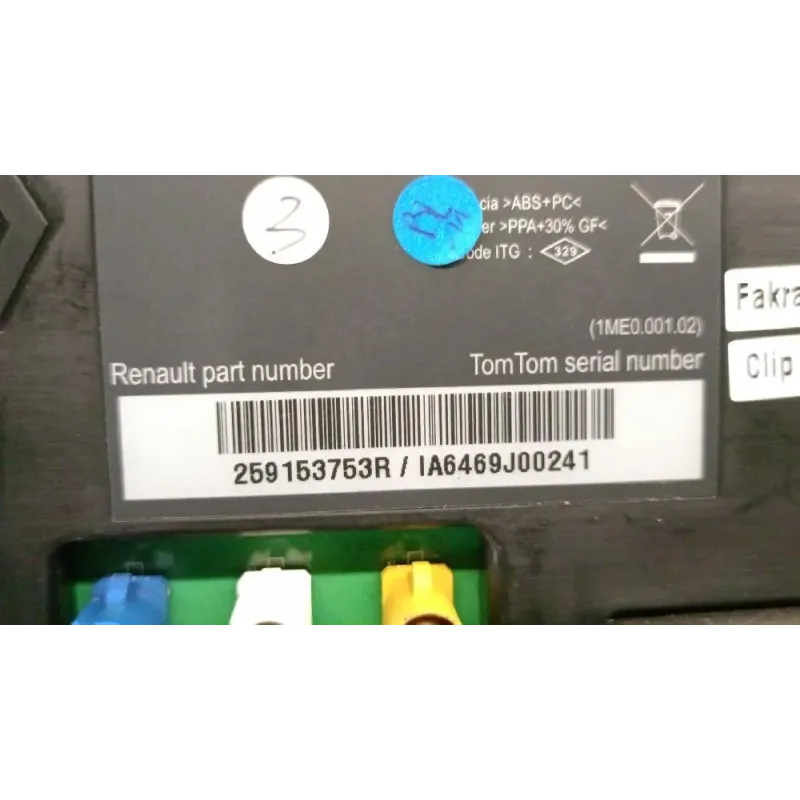 3
cia >ABS+PC<
er >PPA+30% GF<
ode ITG : 329
Fakra
(1ME0.001.02)
Renault part number
TomTom serial number
Clip
259153753R / IA6469J00241